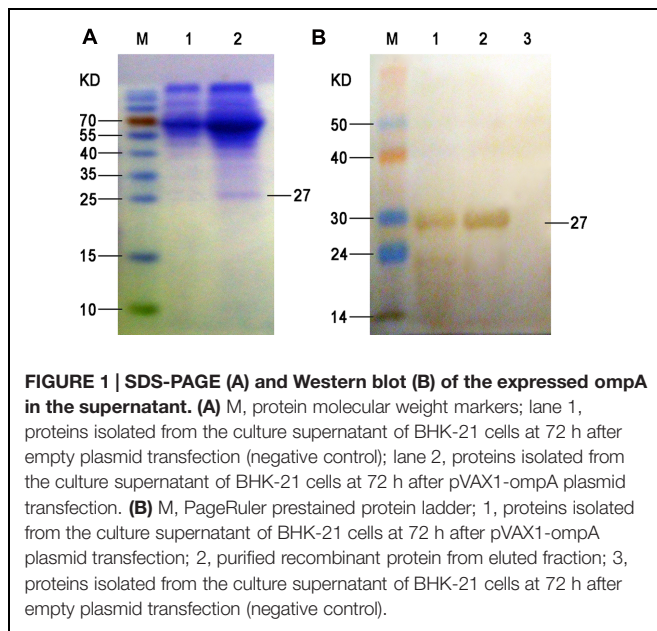 A M 1 2 B M 1 2 3
KD KD
70
55
40
35
25
15
10
27
50
40
30
24
14
27
FIGURE 1 | SDS-PAGE (A) and Western blot (B) of the expressed ompA
in the supernatant. (A) M, protein molecular weight markers; lane 1,
proteins isolated from the culture supernatant of BHK-21 cells at 72 h after
empty plasmid transfection (negative control); lane 2, proteins isolated from
the culture supernatant of BHK-21 cells at 72 h after pVAX1-ompA plasmid
transfection. (B) M, PageRuler prestained protein ladder; 1, proteins isolated
from the culture supernatant of BHK-21 cells at 72 h after pVAX1-ompA
plasmid transfection; 2, purified recombinant protein from eluted fraction; 3,
proteins isolated from the culture supernatant of BHK-21 cells at 72 h after
empty plasmid transfection (negative control).